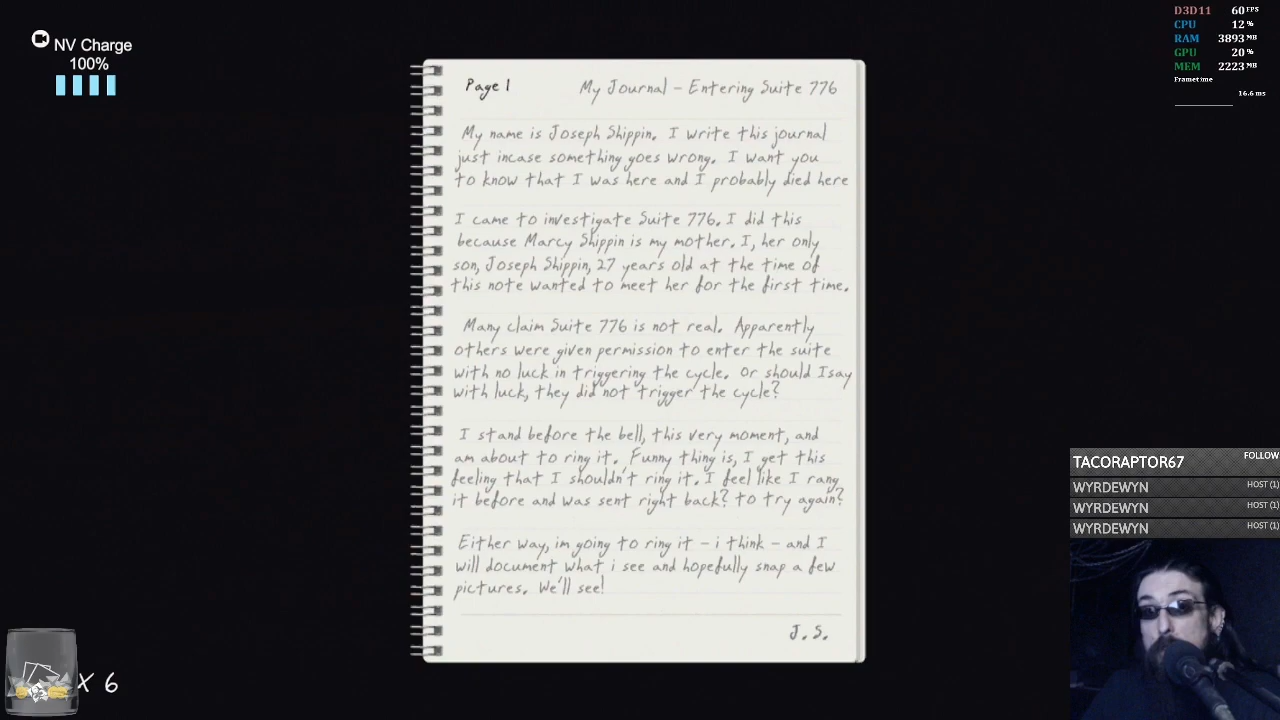 NV Charge
100%
D3D11 60 FPS
CPU 12 %
RAM 3893 MB
GPU 20 %
MEM 2223 MB
Frametime
16.6 ms
Page 1
My Journal - Entering Suite 776
My name is Joseph Shippin. I write this journal
just incase something goes wrong. I want you
to know that I was here and I probably died here
I came to investigate Suite 776. I did this
because Marcy Shippin is my mother. I, her only
son, Joseph Shippin, 27 years old at the time of
this note wanted to meet her for the first time.
Many claim Suite 776 is not real. Apparently
others were given permission to enter the suite
with no luck in triggering the cycle. Or should I say
with luck, they did not trigger the cycle?
I stand before the bell, this very moment, and
am about to ring it. Funny thing is, I get this
feeling that I shouldn't ring it. I feel like I rang
it before and was sent right back? to try again?
Either way, im going to ring it - i think - and I
will document what i see and hopefully snap a few
pictures. We'll see!
J.S.
TACORAPTOR67 FOLLOW
WYRDEWYN HOST (1)
WYRDEWYN HOST (1)
WYRDEWYN HOST (1)
X 6